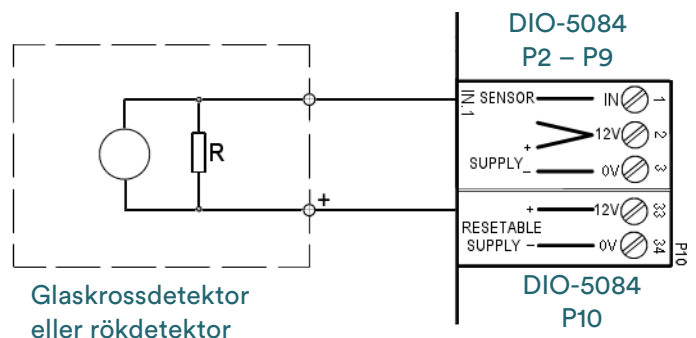 DIO-5084
P2 – P9
IN.1
SENSOR
IN
1
12V
2
+
SUPPLY
–
0V
3
R
+
+
12V
33
RESETABLE
SUPPLY –
0V
34
P10
Glaskrossdetektor
eller rökdetektor
DIO-5084
P10